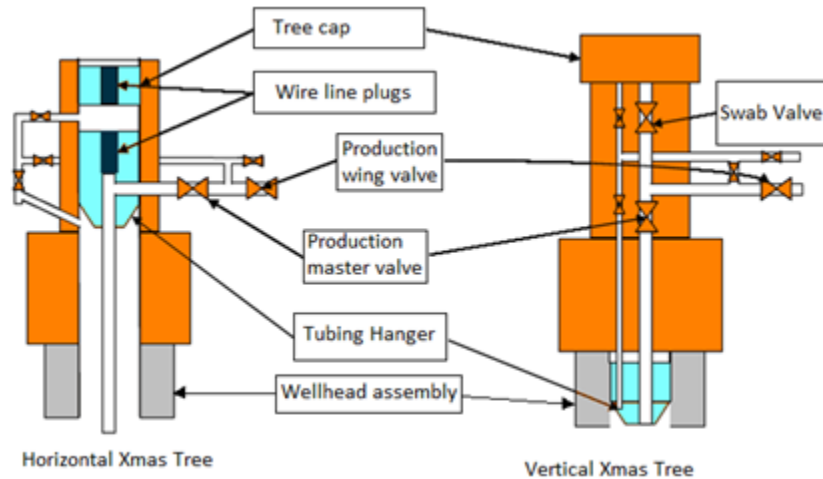 Tree cap
Wire line plugs
Swab Valve
Production
wing valve
Production
master valve
Tubing Hanger
Wellhead assembly
Horizontal Xmas Tree
Vertical Xmas Tree